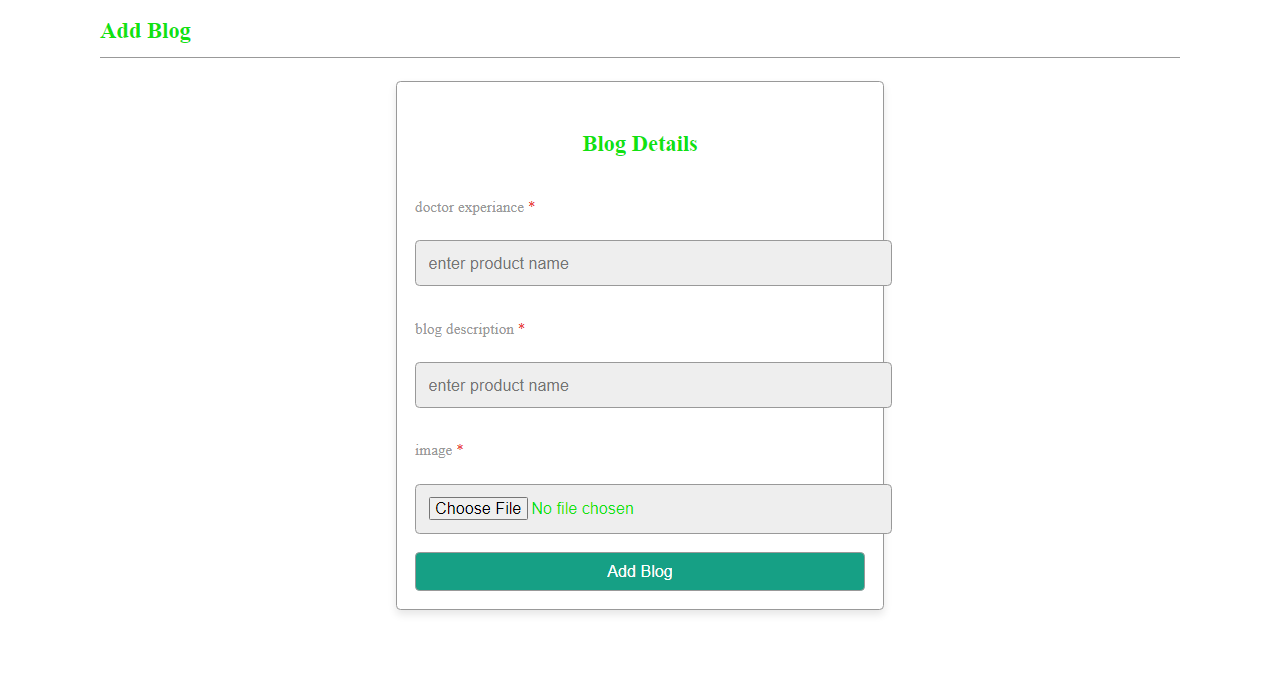 Add Blog
Blog Details
doctor experiance *
enter product name
blog description *
enter product name
image *
Choose File No file chosen
Add Blog